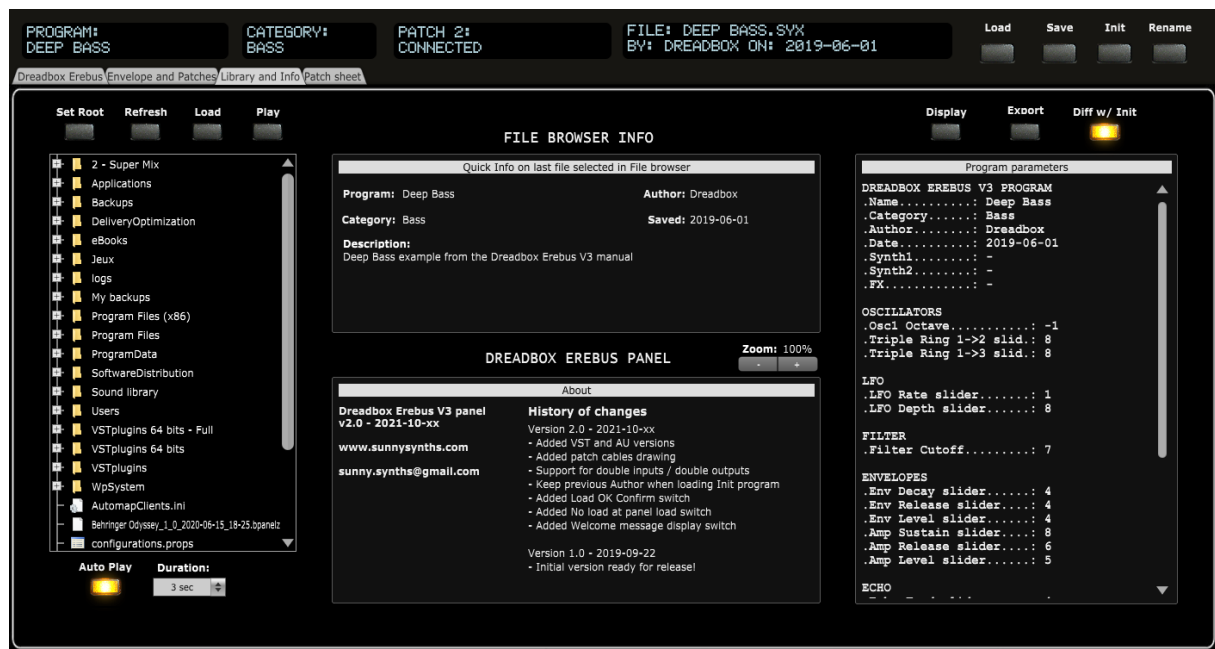 PROGRAM:
DEEP BASS
CATEGORY:
BASS
PATCH 2:
CONNECTED
FILE: DEEP BASS.SYX
BY: DREADBOX ON: 2019-06-01
Load Save Init Rename
Dreadbox Erebus Envelope and Patches Library and Info Patch sheet
Set Root Refresh Load Play
2 - Super Mix
Applications
Backups
DeliveryOptimization
eBooks
Jeux
logs
My backups
Program Files (x86)
Program Files
ProgramData
SoftwareDistribution
Sound library
Users
VSTplugins 64 bits - Full
VSTplugins 64 bits
VSTplugins
WpSystem
AutomapClients.ini
Behringer Odyssey_1_0_2020-06-15_18-25.bpanelz
configurations.props
Auto Play Duration:
3 sec
FILE BROWSER INFO
Quick Info on last file selected in File browser
Program: Deep Bass Author: Dreadbox
Category: Bass Saved: 2019-06-01
Description:
Deep Bass example from the Dreadbox Erebus V3 manual
DREADBOX EREBUS PANEL
Zoom: 100%
- +
About
Dreadbox Erebus V3 panel
v2.0 - 2021-10-xx
www.sunnysynths.com
sunny.synths@gmail.com
History of changes
Version 2.0 - 2021-10-xx
- Added VST and AU versions
- Added patch cables drawing
- Support for double inputs / double outputs
- Keep previous Author when loading Init program
- Added Load OK Confirm switch
- Added No load at panel load switch
- Added Welcome message display switch
Version 1.0 - 2019-09-22
- Initial version ready for release!
Display Export Diff w/ Init
Program parameters
DREADBOX EREBUS V3 PROGRAM
.Name..........: Deep Bass
.Category......: Bass
.Author........: Dreadbox
.Date..........: 2019-06-01
.Synth1........: -
.Synth2........: -
.FX............: -
OSCILLATORS
.Osc1 Octave...........: -1
.Triple Ring 1->2 slid.: 8
.Triple Ring 1->3 slid.: 8
LFO
.LFO Rate slider.......: 1
.LFO Depth slider......: 8
FILTER
.Filter Cutoff.........: 7
ENVELOPES
.Env Decay slider......: 4
.Env Release slider....: 4
.Env Level slider......: 4
.Amp Sustain slider....: 8
.Amp Release slider....: 6
.Amp Level slider......: 5
ECHO